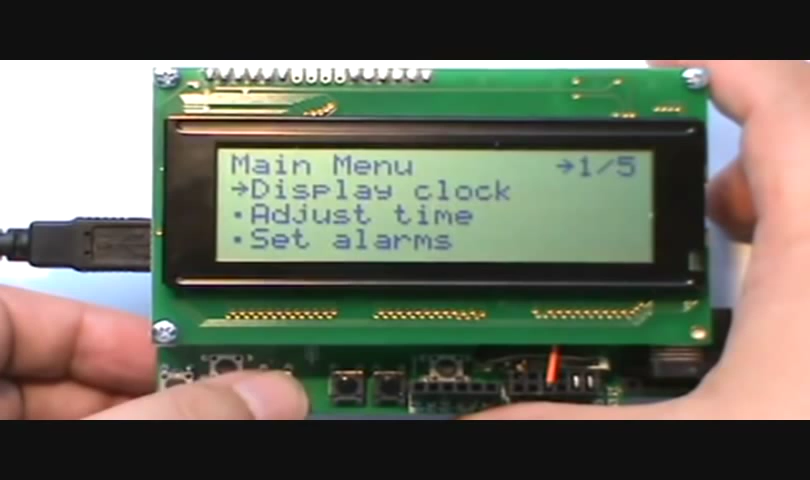 Main Menu →1/5
→Display clock
·Adjust time
·Set alarms